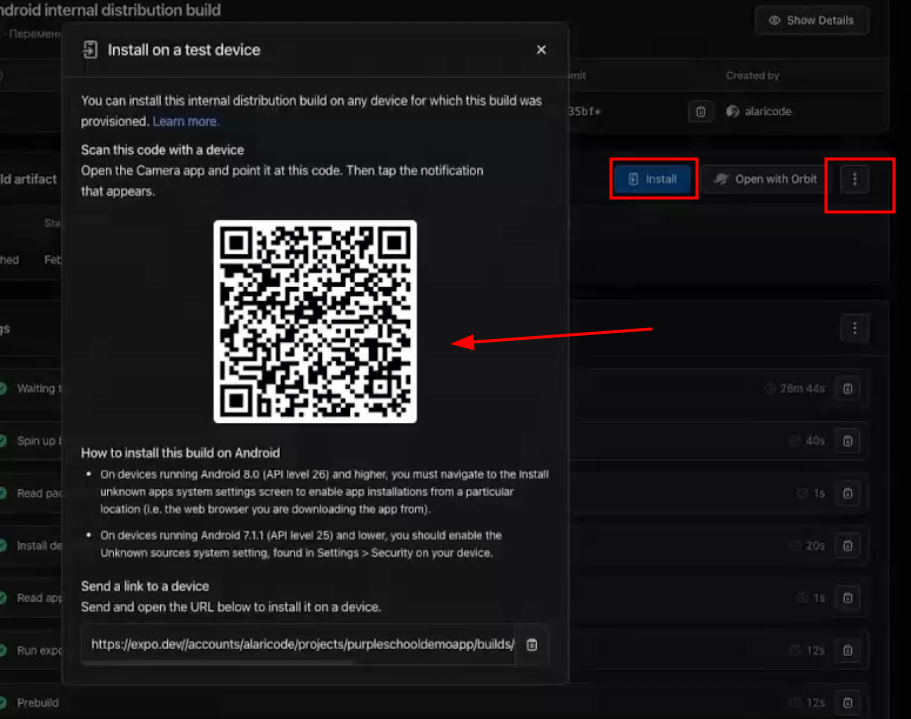 ndroid internal distribution build
Show Details
Install on a test device
Created by
You can install this internal distribution build on any device for which this build was
provisioned. Learn more.
35bf*
alaricode
Scan this code with a device
Open the Camera app and point it at this code. Then tap the notification
that appears.
ld artifact
Install
Open with Orbit
hed
Feb
gs
Waiting t
26m 44s
Spin up b
40s
Read pac
1s
How to install this build on Android
• On devices running Android 8.0 (API level 26) and higher, you must navigate to the Install
unknown apps system settings screen to enable app installations from a particular
location (i.e. the web browser you are downloading the app from).
• On devices running Android 7.1.1 (API level 25) and lower, you should enable the
Unknown sources system setting, found in Settings > Security on your device.
Install de
20s
Read app
1s
Send a link to a device
Send and open the URL below to install it on a device.
https://expo.dev//accounts/alaricode/projects/purpleschooldemoapp/builds/
Run expo
12s
Prebuild
12s